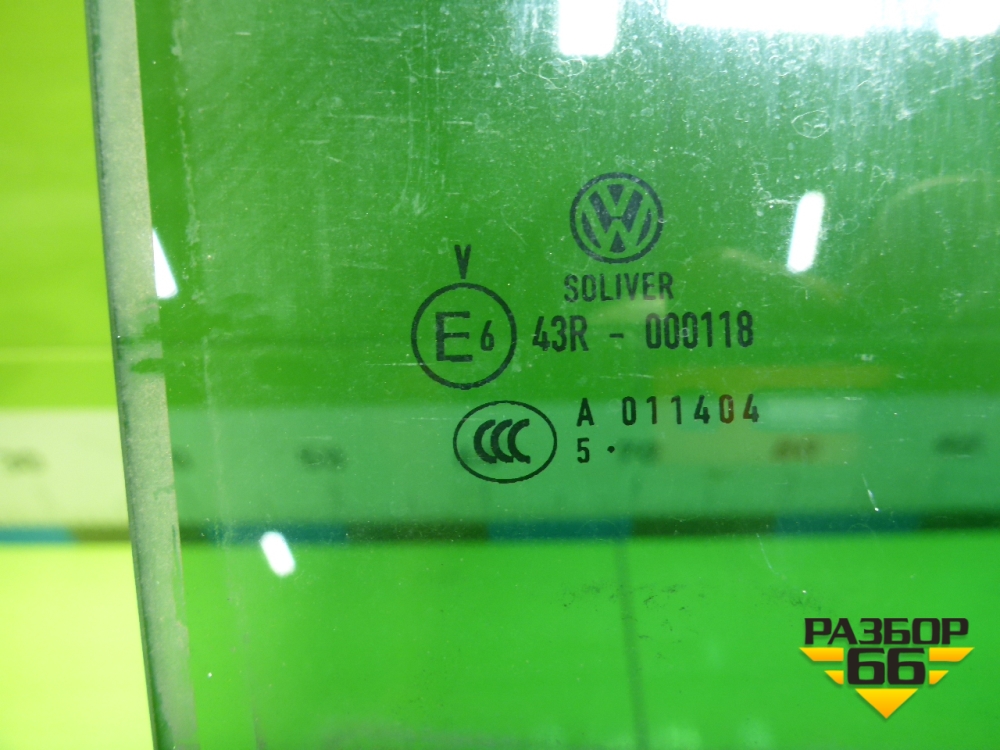 V
SOLIVER
E6 43R - 000118
CCC A 011404
5 •
РАЗБОР
66